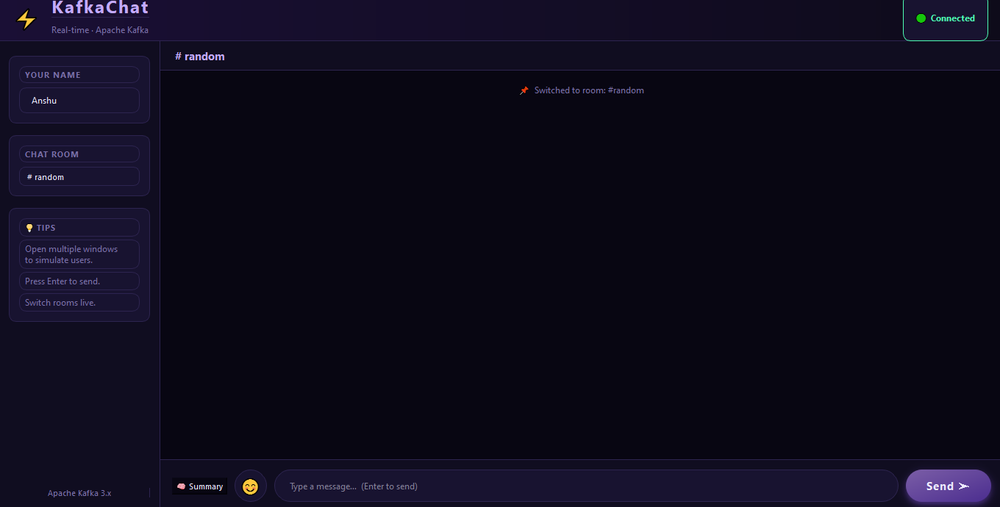 KafkaChat
Real-time · Apache Kafka
Connected
YOUR NAME
Anshu
CHAT ROOM
# random
💡 TIPS
Open multiple windows
to simulate users.
Press Enter to send.
Switch rooms live.
Apache Kafka 3.x
# random
📌 Switched to room: #random
🧠 Summary
Type a message... (Enter to send)
Send ➤